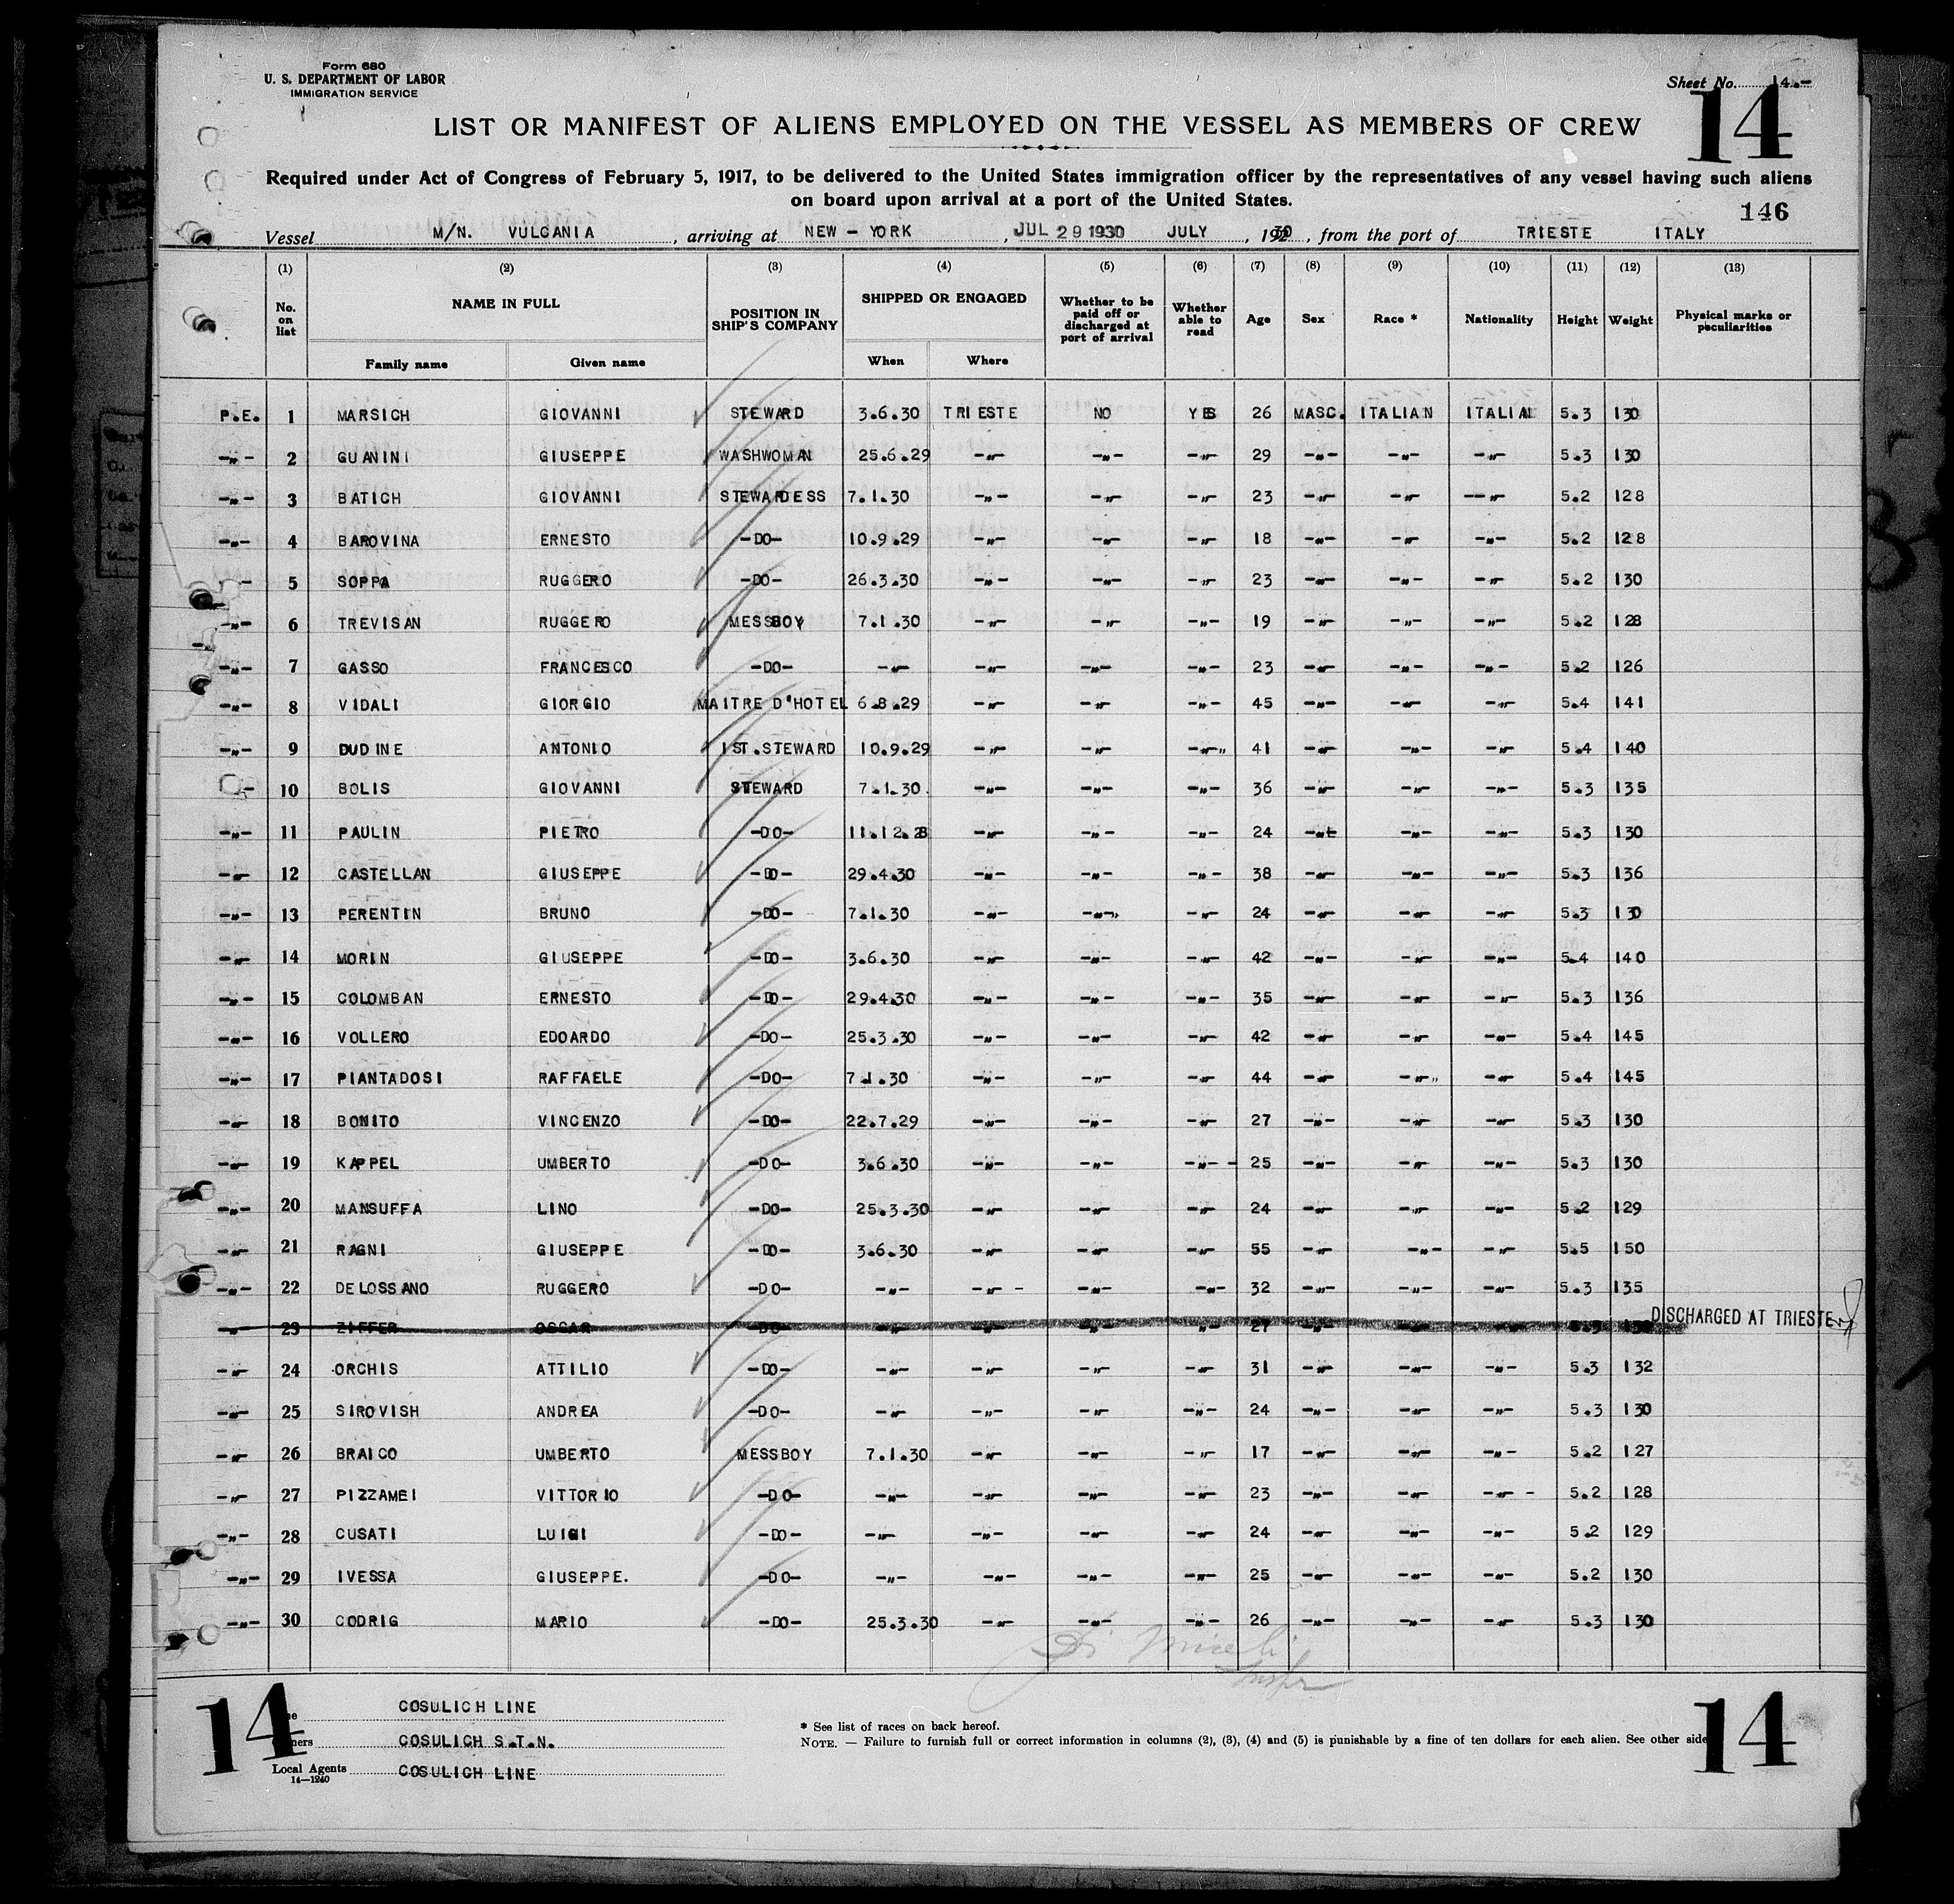 Form 680
U. S. DEPARTMENT OF LABOR
IMMIGRATION SERVICE
Sheet No. 14.-
14
LIST OR MANIFEST OF ALIENS EMPLOYED ON THE VESSEL AS MEMBERS OF CREW
Required under Act of Congress of February 5, 1917, to be delivered to the United States immigration officer by the representatives of any vessel having such aliens
on board upon arrival at a port of the United States.
146
Vessel M/N. VULCANIA, arriving at NEW - YORK, JUL 29 1930 JULY, 1930, from the port of TRIESTE ITALY
(1) (2) (3) (4) (5) (6) (7) (8) (9) (10) (11) (12) (13)
No. on list NAME IN FULL POSITION IN SHIP'S COMPANY SHIPPED OR ENGAGED Whether to be paid off or discharged at port of arrival Whether able to read Age Sex Race * Nationality Height Weight Physical marks or peculiarities
Family name Given name When Where
P.E. 1 MARSICH GIOVANNI STEWARD 3.6.30 TRIESTE NO YES 26 MASC. ITALIAN ITALIAN 5.3 130
-"- 2 GUANINI GIUSEPPE WASHWOMAN 25.6.29 -"- -"- -"- 29 -"- -"- -"- 5.3 130
-"- 3 BATICH GIOVANNI STEWARDESS 7.1.30 -"- -"- -"- 23 -"- -"- -"- 5.2 128
-"- 4 BAROVINA ERNESTO -DO- 10.9.29 -"- -"- -"- 18 -"- -"- -"- 5.2 128
- 5 SOPPA RUGGERO -DO- 26.3.30 -"- -"- -"- 23 -"- -"- -"- 5.2 130
-"- 6 TREVISAN RUGGERO MESSBOY 7.1.30 -"- -"- -"- 19 -"- -"- -"- 5.2 128
-"- 7 GASSO FRANCESCO -DO- -"- -"- -"- -"- 23 -"- -"- -"- 5.2 126
-"- 8 VIDALI GIORGIO MAITRE D'HOTEL 6.8.29 -"- -"- -"- 45 -"- -"- -"- 5.4 141
-"- 9 DUDINE ANTONIO 1ST.STEWARD 10.9.29 -"- -"- -"- 41 -"- -"- -"- 5.4 140
- 10 BOLIS GIOVANNI STEWARD 7.1.30. -"- -"- -"- 36 -"- -"- -"- 5.3 135
-"- 11 PAULIN PIETRO -DO- 11.12.28 -"- -"- -"- 24 -"- -"- -"- 5.3 130
-"- 12 CASTELLAN GIUSEPPE -DO- 29.4.30 -"- -"- -"- 38 -"- -"- -"- 5.3 136
-"- 13 PERENTIN BRUNO -DO- 7.1.30 -"- -"- -"- 24 -"- -"- -"- 5.3 130
-"- 14 MORIN GIUSEPPE -DO- 3.6.30 -"- -"- -"- 42 -"- -"- -"- 5.4 140
-"- 15 COLOMBAN ERNESTO -DO- 29.4.30 -"- -"- -"- 35 -"- -"- -"- 5.3 136
-"- 16 VOLLERO EDOARDO -DO- 25.3.30 -"- -"- -"- 42 -"- -"- -"- 5.4 145
-"- 17 PIANTADOSI RAFFAELE -DO- 7.1.30 -"- -"- -"- 44 -"- -"- -"- 5.4 145
-"- 18 BONITO VINCENZO -DO- 22.7.29 -"- -"- -"- 27 -"- -"- -"- 5.3 130
-"- 19 KAPPEL UMBERTO -DO- 3.6.30 -"- -"- -"- 25 -"- -"- -"- 5.3 130
-"- 20 MANSUFFA LINO -DO- 25.3.30 -"- -"- -"- 24 -"- -"- -"- 5.2 129
-"- 21 RAGNI GIUSEPPE -DO- 3.6.30 -"- -"- -"- 55 -"- -"- -"- 5.5 150
-"- 22 DELOSSANO RUGGERO -DO- -"- -"- -"- -"- 32 -"- -"- -"- 5.3 135
-"- 23 ZIFFER OSCAR -DO- -"- -"- -"- -"- 27 -"- -"- -"- DISCHARGED AT TRIESTE
-"- 24 ORCHIS ATTILIO -DO- -"- -"- -"- -"- 31 -"- -"- -"- 5.3 132
-"- 25 SIROVISH ANDREA -DO- -"- -"- -"- -"- 24 -"- -"- -"- 5.3 130
-"- 26 BRAICO UMBERTO MESSBOY 7.1.30 -"- -"- -"- 17 -"- -"- -"- 5.2 127
-"- 27 PIZZAMEI VITTORIO -DO- -"- -"- -"- -"- 23 -"- -"- -"- 5.2 128
-"- 28 CUSATI LUIGI -DO- -"- -"- -"- -"- 24 -"- -"- -"- 5.2 129
-"- 29 IVESSA GIUSEPPE. -DO- -"- -"- -"- -"- 25 -"- -"- -"- 5.2 130
-"- 30 CODRIG MARIO -DO- 25.3.30 -"- -"- -"- 26 -"- -"- -"- 5.3 130
14
COSULICH LINE
COSULICH S.T.N.
Local Agents COSULICH LINE
14—1240
* See list of races on back hereof.
NOTE. — Failure to furnish full or correct information in columns (2), (3), (4) and (5) is punishable by a fine of ten dollars for each alien. See other side
14